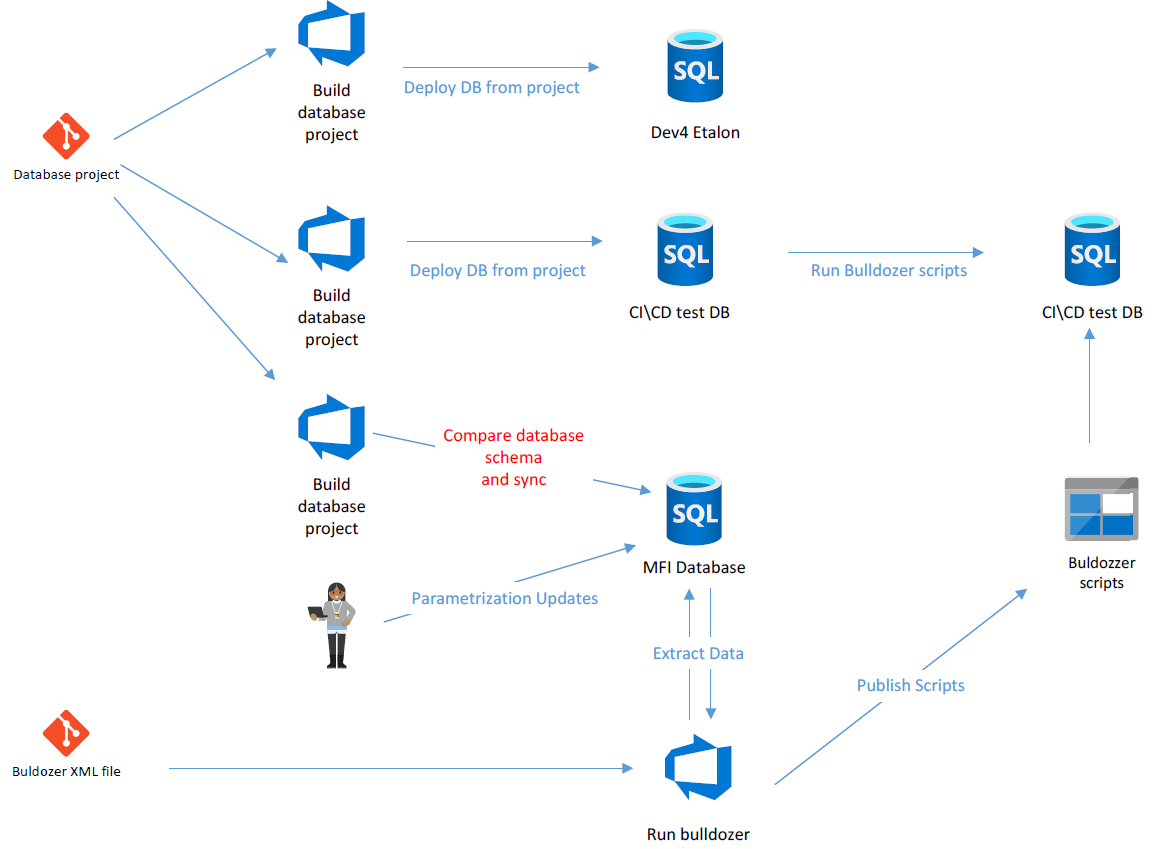 Build
database
project
Deploy DB from project
SQL
Dev4 Etalon
Database project
Build
database
project
Deploy DB from project
SQL
CI\CD test DB
Run Bulldozer scripts
SQL
CI\CD test DB
Build
database
project
Compare database
schema
and sync
SQL
MFI Database
Parametrization Updates
Extract Data
Buldozzer
scripts
Publish Scripts
Buldozer XML file
Run bulldozer